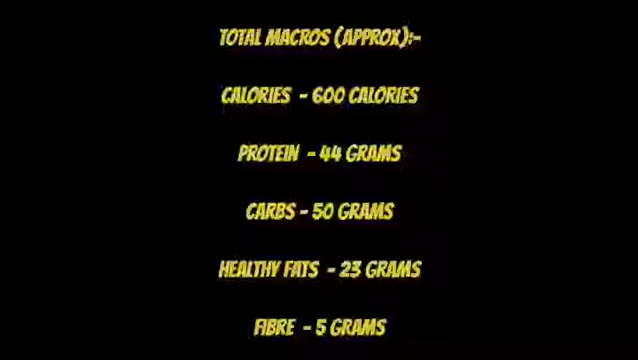 TOTAL MACROS (APPROX):-
CALORIES - 600 CALORIES
PROTEIN - 44 GRAMS
CARBS - 50 GRAMS
HEALTHY FATS - 23 GRAMS
FIBRE - 5 GRAMS